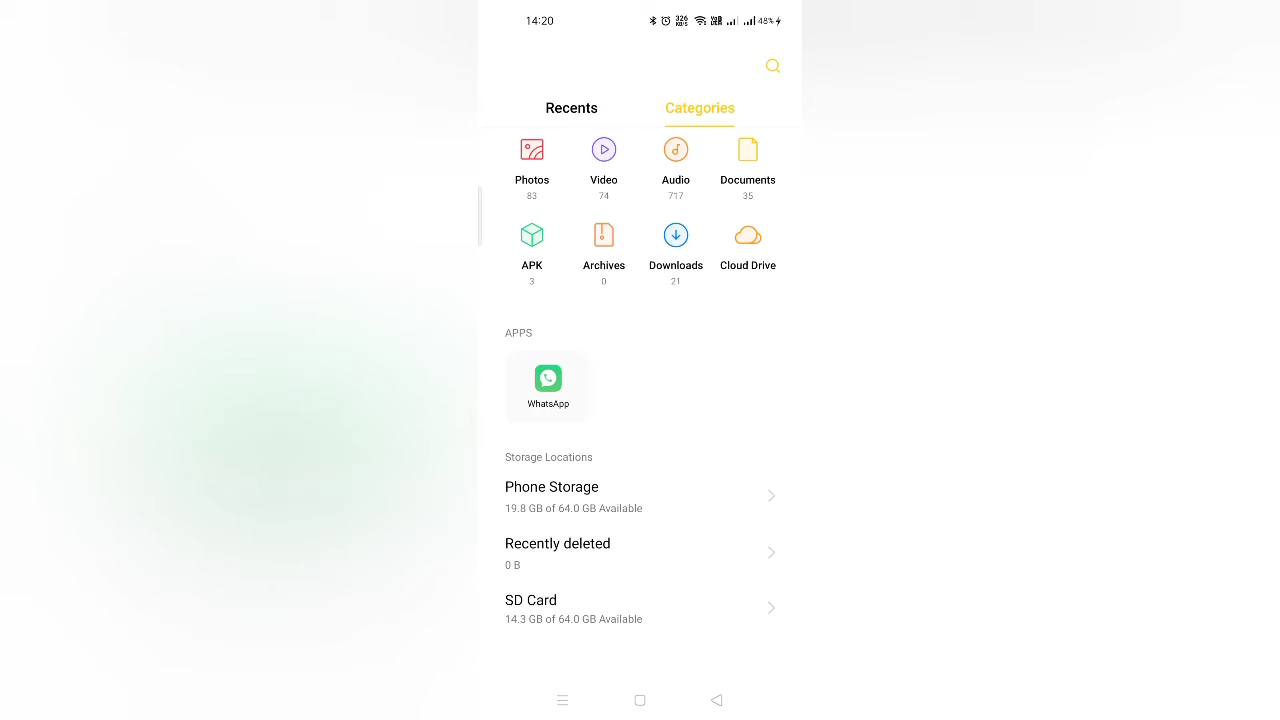 14:20 326 KB/S 48%
Recents Categories
Photos Video Audio Documents
83 74 717 35
APK Archives Downloads Cloud Drive
3 0 21
APPS
WhatsApp
Storage Locations
Phone Storage
19.8 GB of 64.0 GB Available
Recently deleted
0 B
SD Card
14.3 GB of 64.0 GB Available